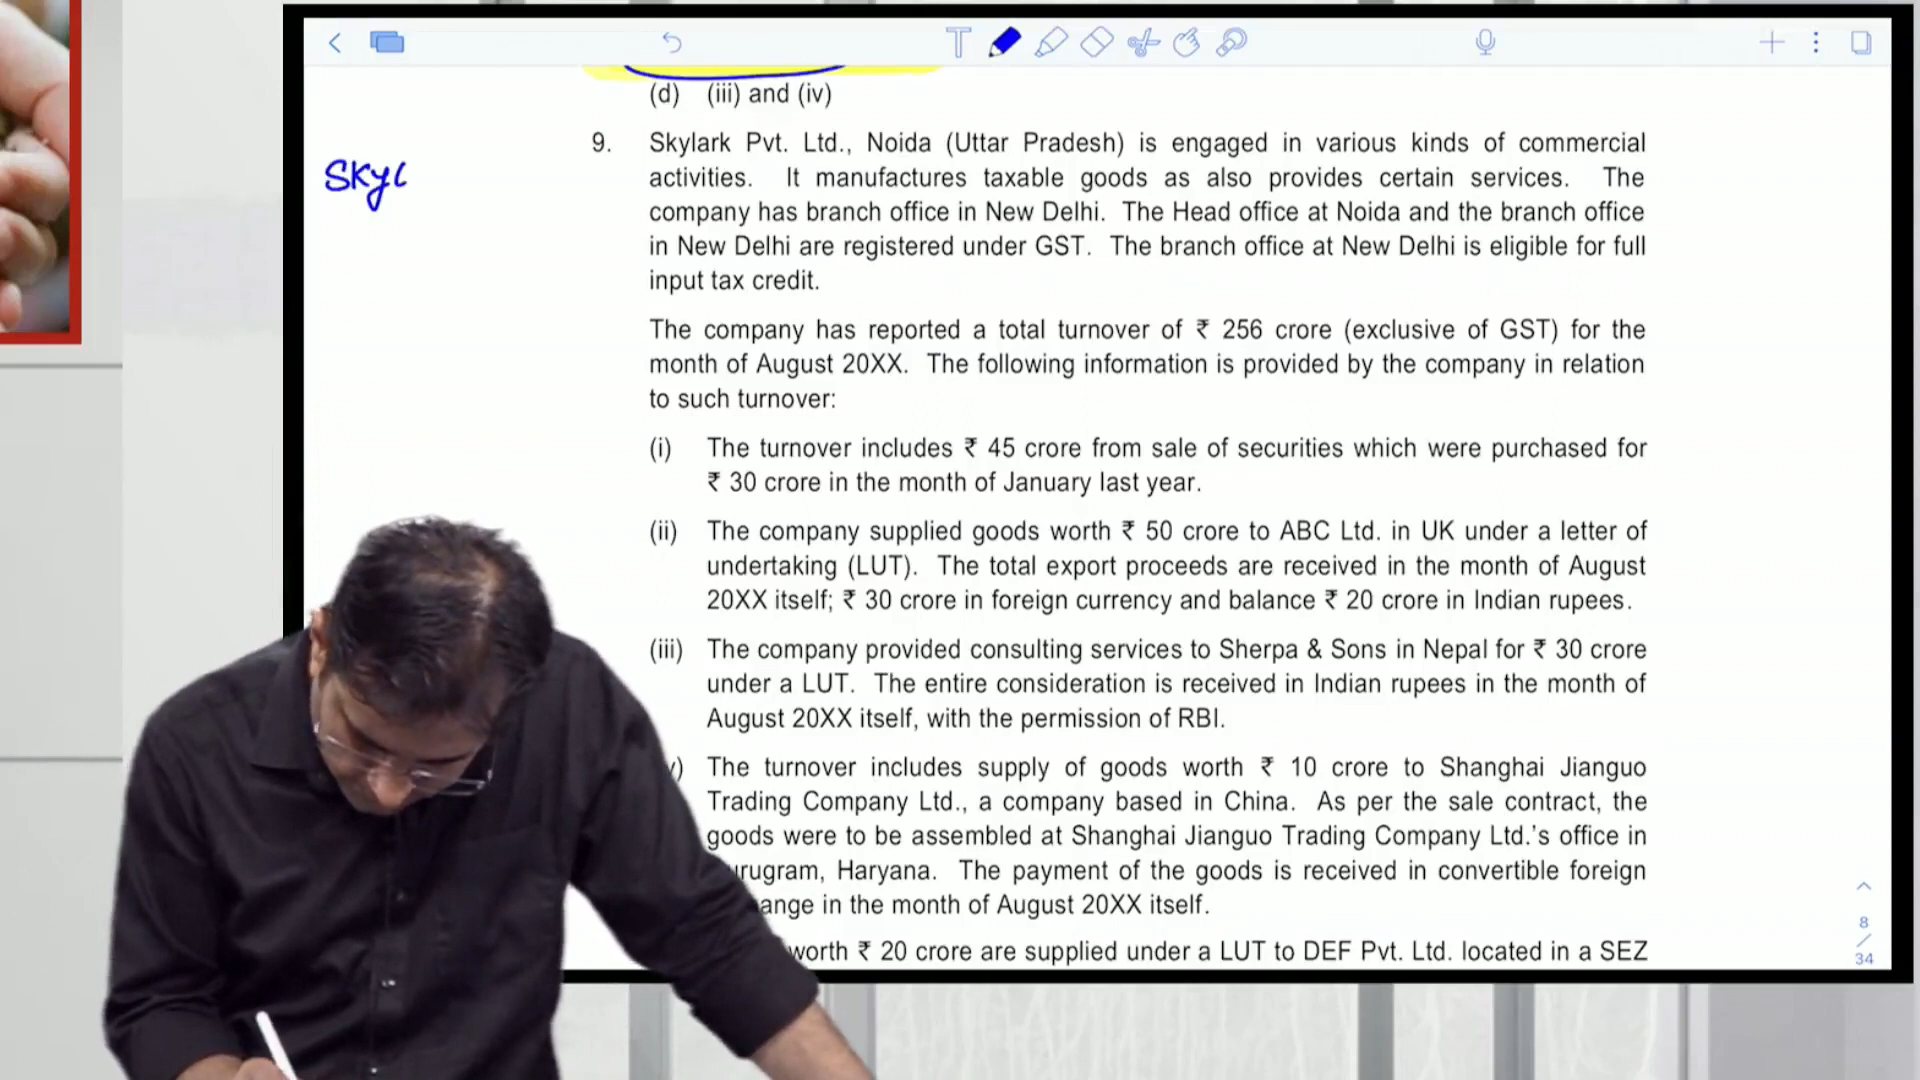 (d) (iii) and (iv)
SKyl
9. Skylark Pvt. Ltd., Noida (Uttar Pradesh) is engaged in various kinds of commercial
activities. It manufactures taxable goods as also provides certain services. The
company has branch office in New Delhi. The Head office at Noida and the branch office
in New Delhi are registered under GST. The branch office at New Delhi is eligible for full
input tax credit.
The company has reported a total turnover of ₹ 256 crore (exclusive of GST) for the
month of August 20XX. The following information is provided by the company in relation
to such turnover:
(i) The turnover includes ₹ 45 crore from sale of securities which were purchased for
₹ 30 crore in the month of January last year.
(ii) The company supplied goods worth ₹ 50 crore to ABC Ltd. in UK under a letter of
undertaking (LUT). The total export proceeds are received in the month of August
20XX itself; ₹ 30 crore in foreign currency and balance ₹ 20 crore in Indian rupees.
(iii) The company provided consulting services to Sherpa & Sons in Nepal for ₹ 30 crore
under a LUT. The entire consideration is received in Indian rupees in the month of
August 20XX itself, with the permission of RBI.
The turnover includes supply of goods worth ₹ 10 crore to Shanghai Jianguo
Trading Company Ltd., a company based in China. As per the sale contract, the
goods were to be assembled at Shanghai Jianguo Trading Company Ltd.'s office in
Haryana. The payment of the goods is received in convertible foreign
in the month of August 20XX itself.
worth ₹ 20 crore are supplied under a LUT to DEF Pvt. Ltd. located in a SEZ
8
/
34